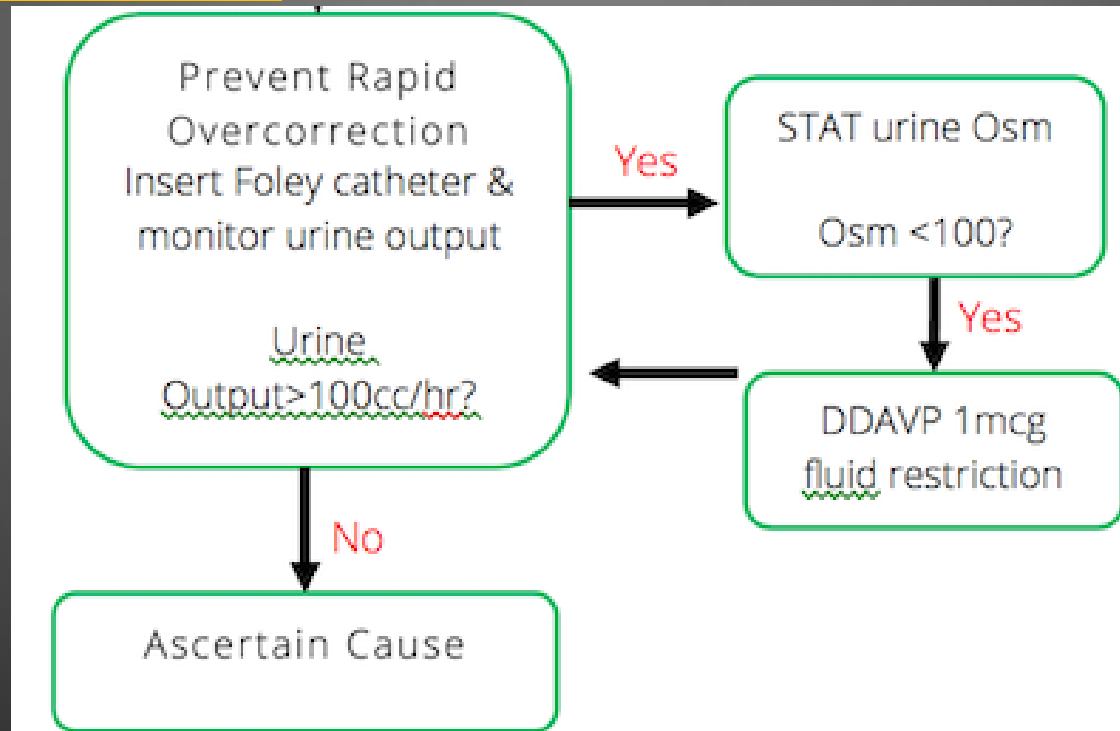 Prevent Rapid
Overcorrection
Insert Foley catheter &
monitor urine output
Urine
Output>100cc/hr?
Yes
STAT urine Osm
Osm <100?
Yes
DDAVP 1mcg
fluid restriction
No
Ascertain Cause